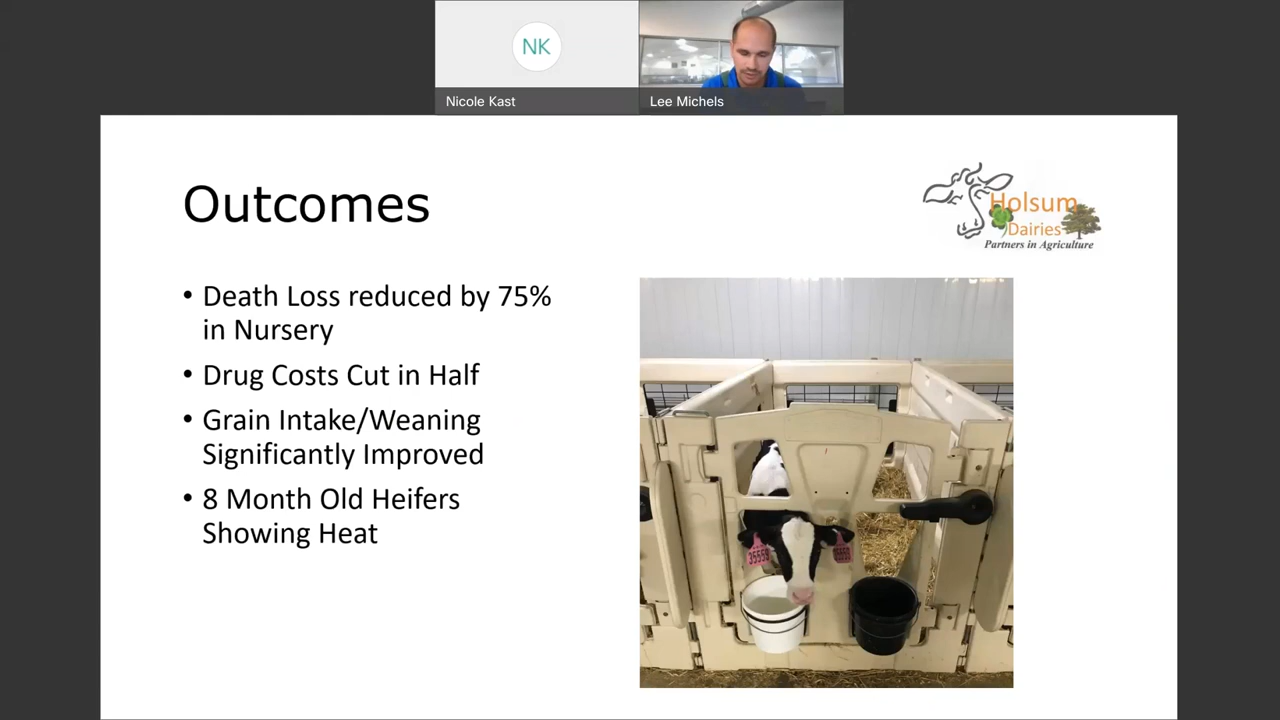 NK
Nicole Kast
Lee Michels
Outcomes
Holsum
Dairies
Partners in Agriculture
• Death Loss reduced by 75%
in Nursery
• Drug Costs Cut in Half
• Grain Intake/Weaning
Significantly Improved
• 8 Month Old Heifers
Showing Heat